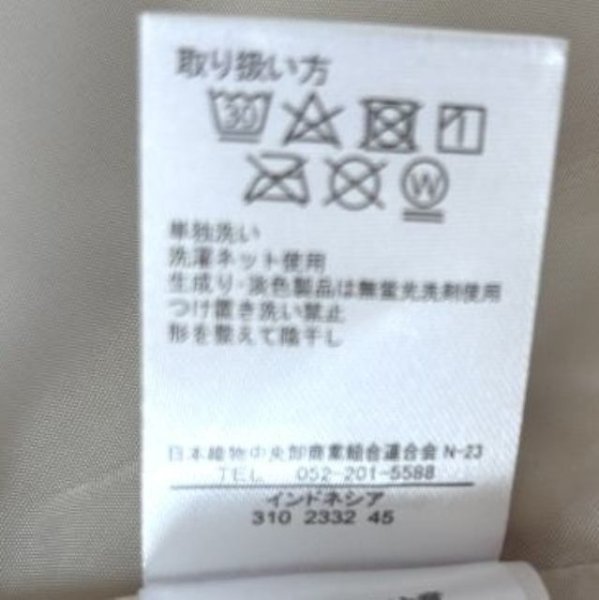 取り扱い方
30
W
単独洗い
洗濯ネット使用
生成り・淡色製品は無蛍光洗剤使用
つけ置き洗い禁止
形を整えて陰干し
日本織物中央卸商業組合連合会 N-23
TEL 052-201-5588
インドネシア
310 2332 45